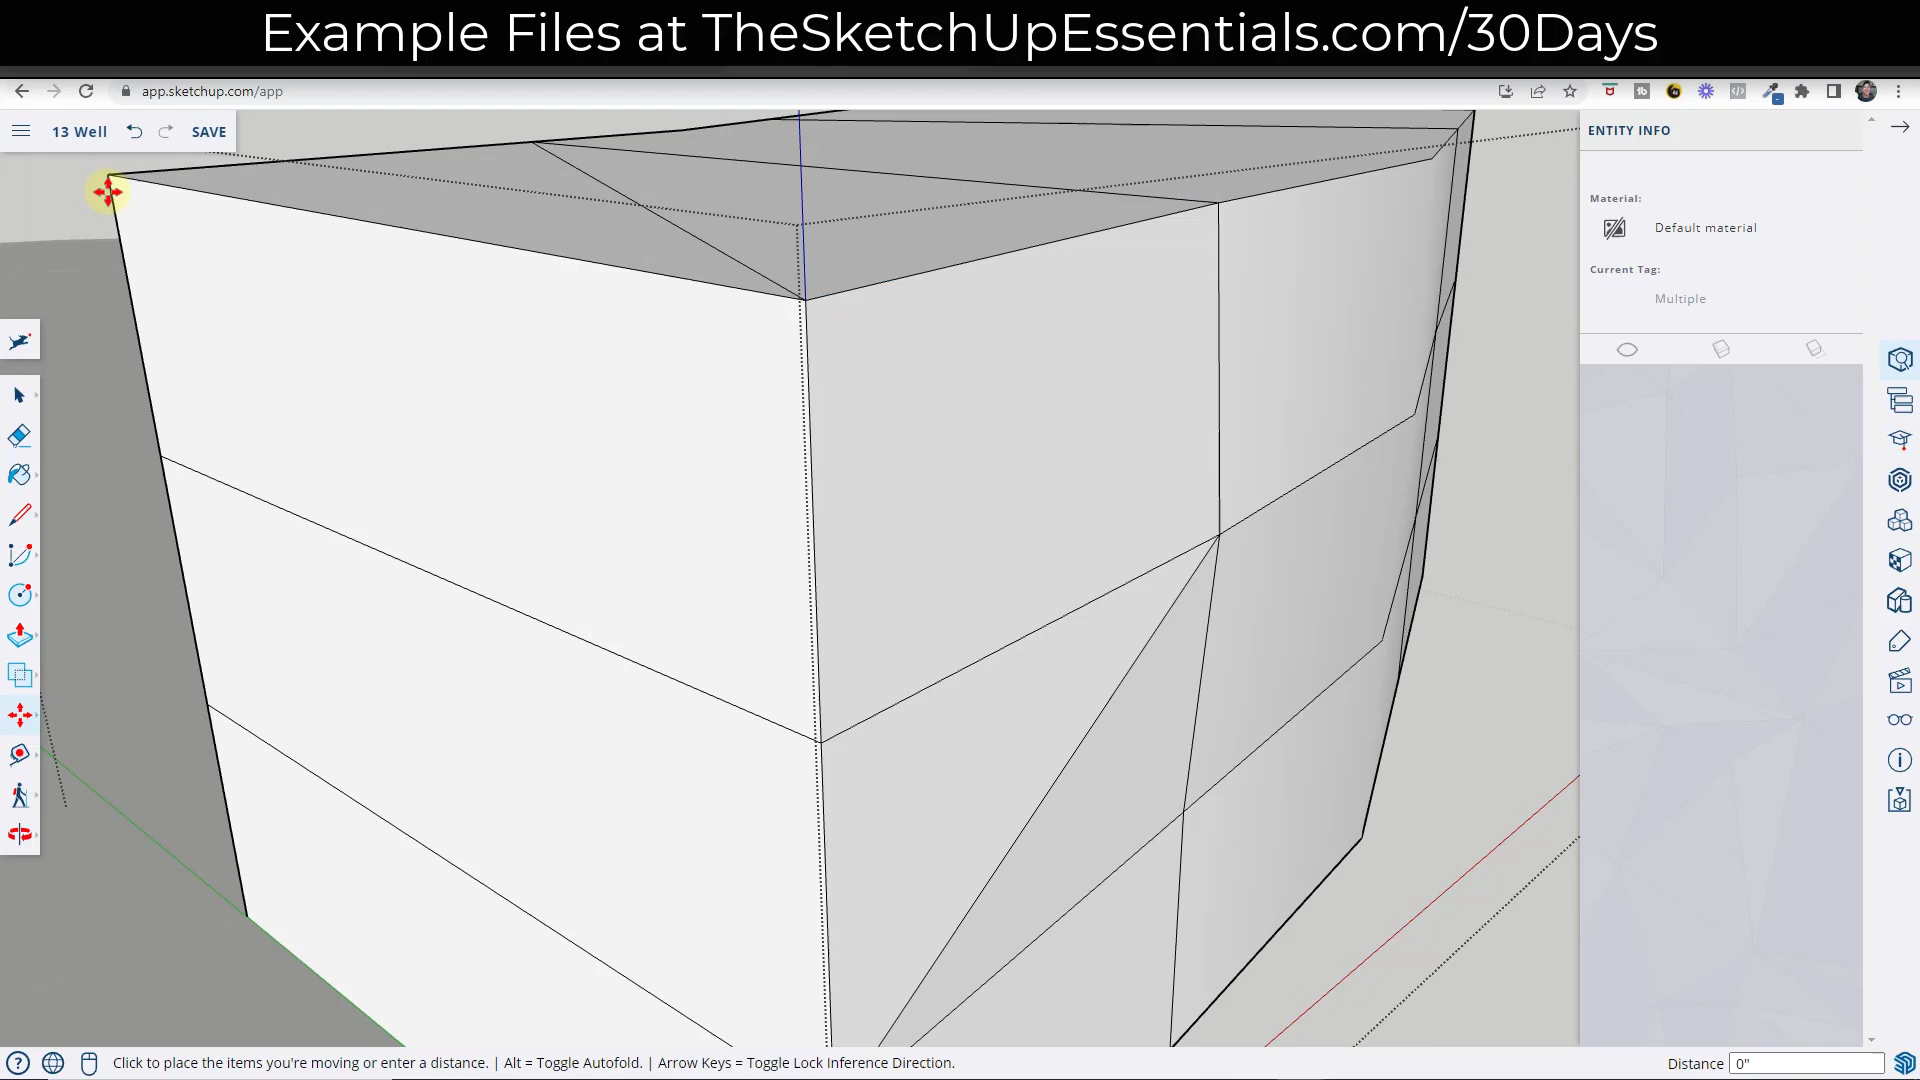 Example Files at TheSketchUpEssentials.com/30Days
app.sketchup.com/app
13 Well
SAVE
ENTITY INFO
Material:
Default material
Current Tag:
Multiple
Click to place the items you're moving or enter a distance. | Alt = Toggle Autofold. | Arrow Keys = Toggle Lock Inference Direction.
Distance
0"